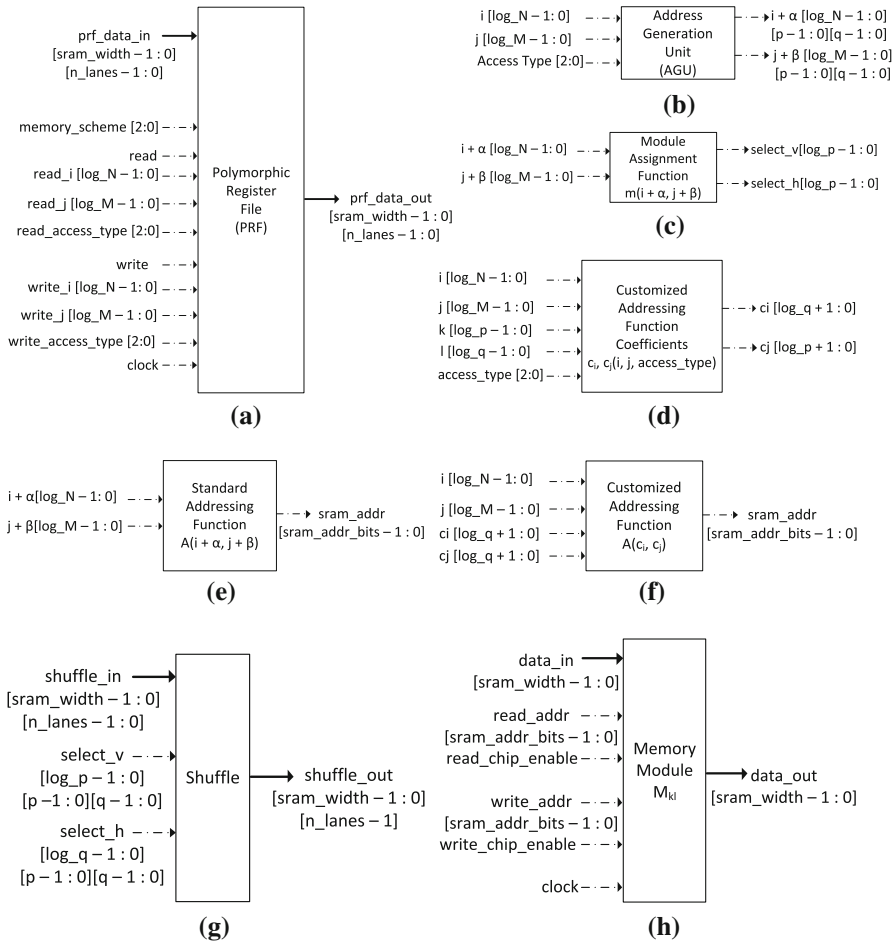 prf_data_in
[sram_width – 1 : 0]
[n_lanes – 1 : 0]
memory_scheme [2:0]
read
read_i [log_N – 1: 0]
read_j [log_M – 1: 0]
read_access_type [2:0]
write
write_i [log_N – 1: 0]
write_j [log_M – 1: 0]
write_access_type [2:0]
clock
Polymorphic
Register
File
(PRF)
prf_data_out
[sram_width – 1 : 0]
[n_lanes – 1:0]
(a)
i [log_N – 1: 0]
j [log_M – 1: 0]
Access Type [2:0]
Address
Generation
Unit
(AGU)
i + α [log_N – 1: 0]
[p – 1:0][q – 1:0]
j + β [log_M – 1: 0]
[p – 1:0][q – 1:0]
(b)
i + α [log_N – 1: 0]
j + β [log_M – 1: 0]
Module
Assignment
Function
m(i + α, j + β)
select_v[log_p – 1:0]
select_h[log_p – 1:0]
(c)
i [log_N – 1: 0]
j [log_M – 1: 0]
k [log_p – 1:0]
l [log_q – 1:0]
access_type [2:0]
Customized
Addressing
Function
Coefficients
ci, cj(i, j, access_type)
ci [log_q + 1:0]
cj [log_p + 1:0]
(d)
i + α[log_N – 1: 0]
j + β[log_M – 1: 0]
Standard
Addressing
Function
A(i + α, j + β)
sram_addr
[sram_addr_bits – 1:0]
(e)
i [log_N – 1: 0]
j [log_M – 1: 0]
ci [log_q + 1:0]
cj [log_q + 1:0]
Customized
Addressing
Function
A(ci, cj)
sram_addr
[sram_addr_bits – 1:0]
(f)
shuffle_in
[sram_width – 1 : 0]
[n_lanes – 1 : 0]
select_v
[log_p – 1:0]
[p –1:0][q – 1:0]
select_h
[log_q – 1:0]
[p – 1:0][q – 1:0]
Shuffle
shuffle_out
[sram_width – 1:0]
[n_lanes – 1]
(g)
data_in
[sram_width – 1 : 0]
read_addr
[sram_addr_bits – 1:0]
read_chip_enable
write_addr
[sram_addr_bits – 1:0]
write_chip_enable
clock
Memory
Module
Mkl
data_out
[sram_width – 1:0]
(h)